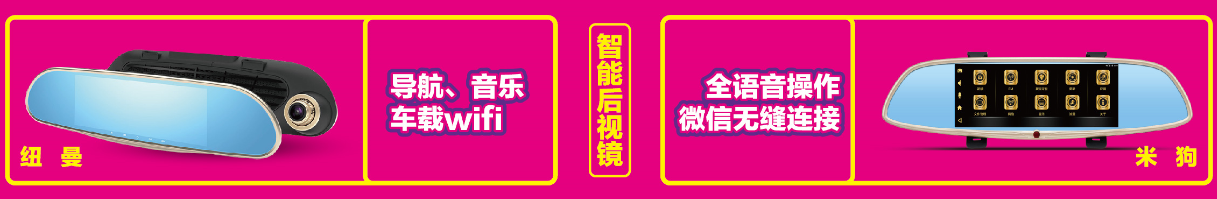 纽 曼
导航、音乐
车载wifi
智能后视镜
全语音操作
微信无缝连接
米 狗